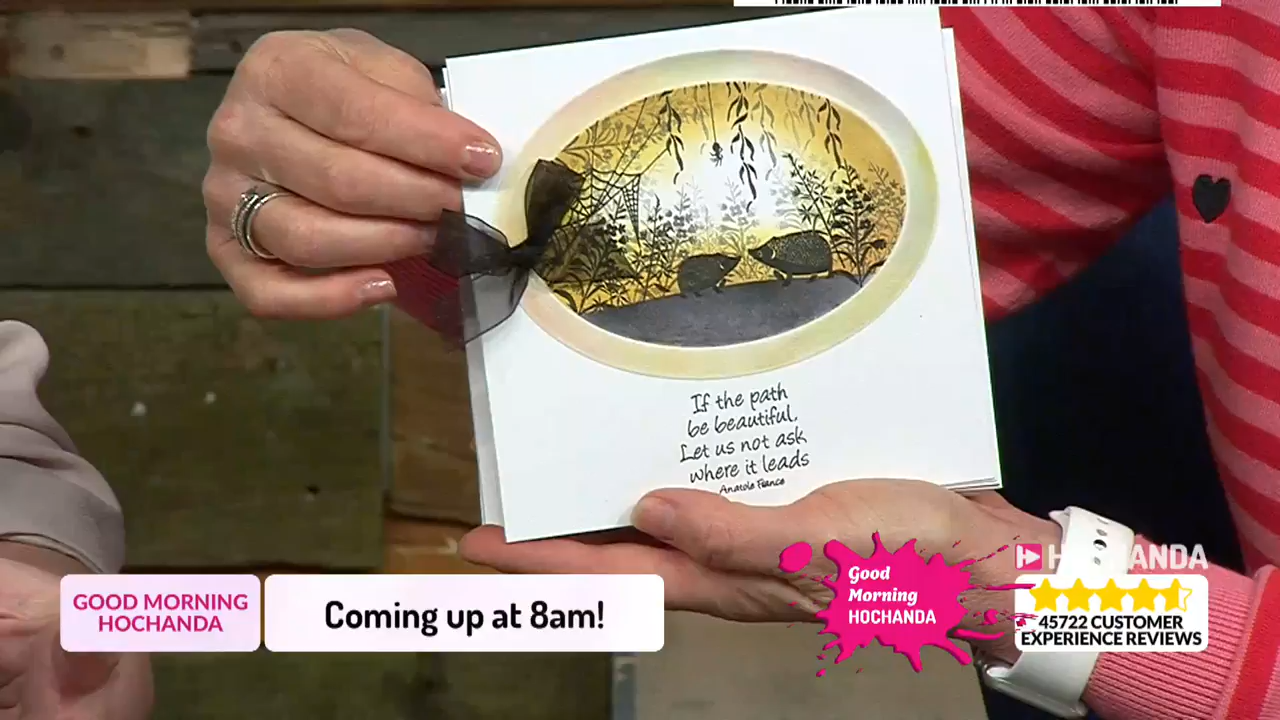 If the path
be beautiful,
Let us not ask
where it leads
Anatole France
GOOD MORNING
HOCHANDA
Coming up at 8am!
Good
Morning
HOCHANDA
HOCHANDA
45722 CUSTOMER
EXPERIENCE REVIEWS